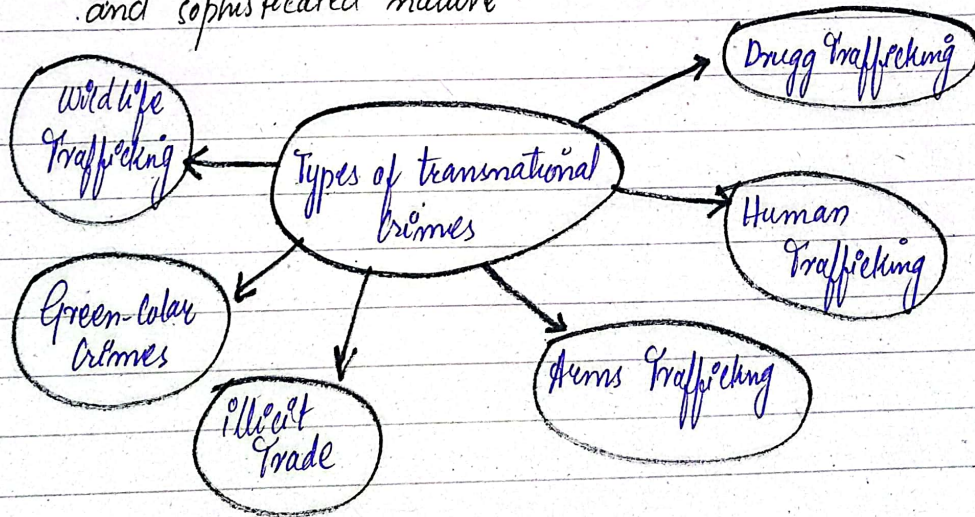 and sophisticated nature
Drugg Trafficking
Wildlife
Trafficking
Types of transnational
Crimes
Human
Trafficking
Green-Colar
Crimes
Arms Trafficking
illicit
Trade